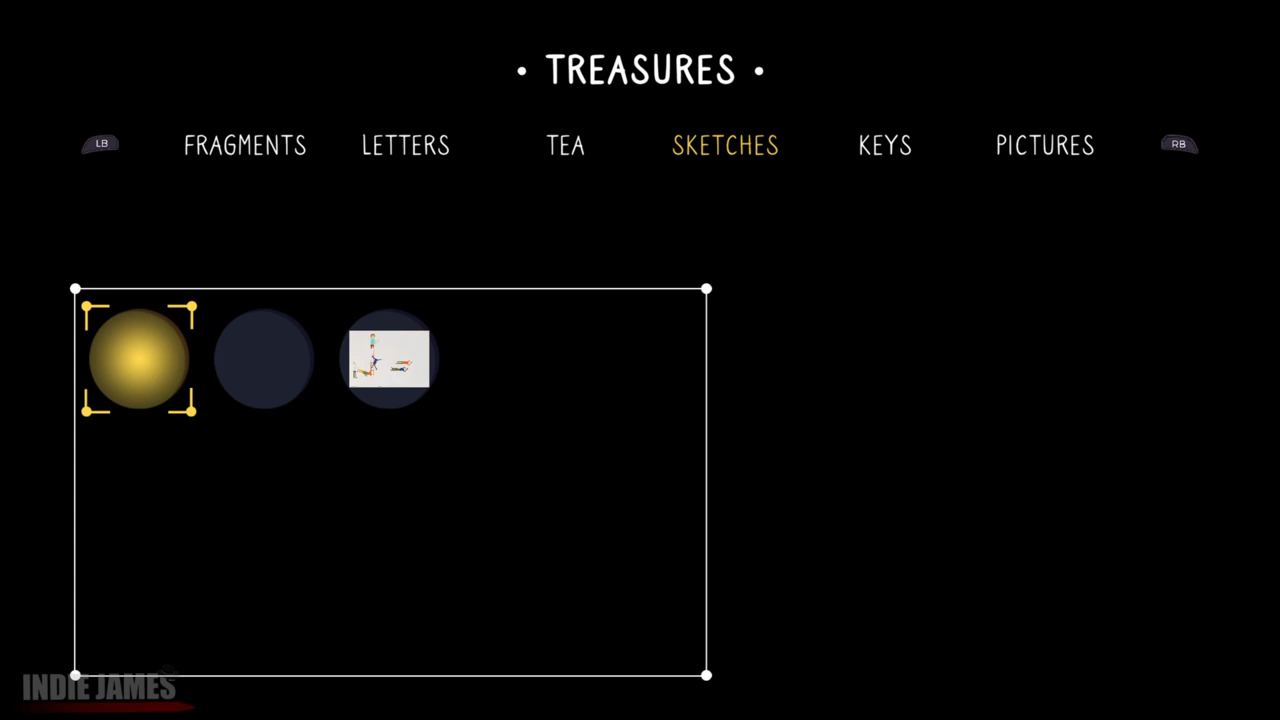 • TREASURES •
LB FRAGMENTS LETTERS TEA SKETCHES KEYS PICTURES RB
INDIE JAMES